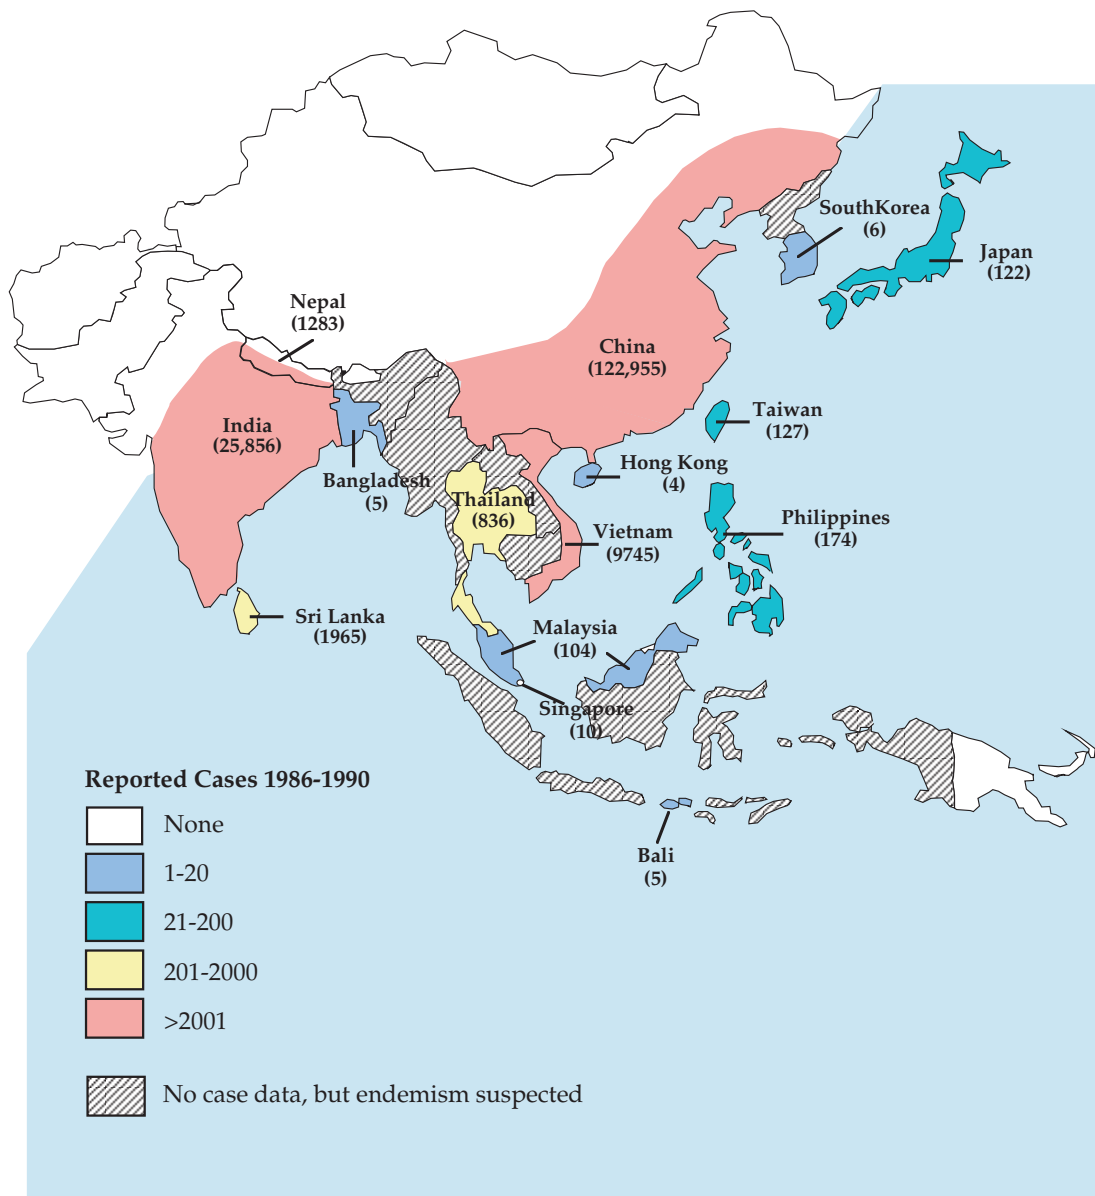 SouthKorea
(6)
Japan
(122)
Nepal
(1283)
China
(122,955)
India
(25,856)
Taiwan
(127)
Bangladesh
(5)
Hong Kong
(4)
Thailand
(836)
Vietnam
(9745)
Philippines
(174)
Sri Lanka
(1965)
Malaysia
(104)
Singapore
(10)
Bali
(5)
Reported Cases 1986-1990
None
1-20
21-200
201-2000
>2001
No case data, but endemism suspected